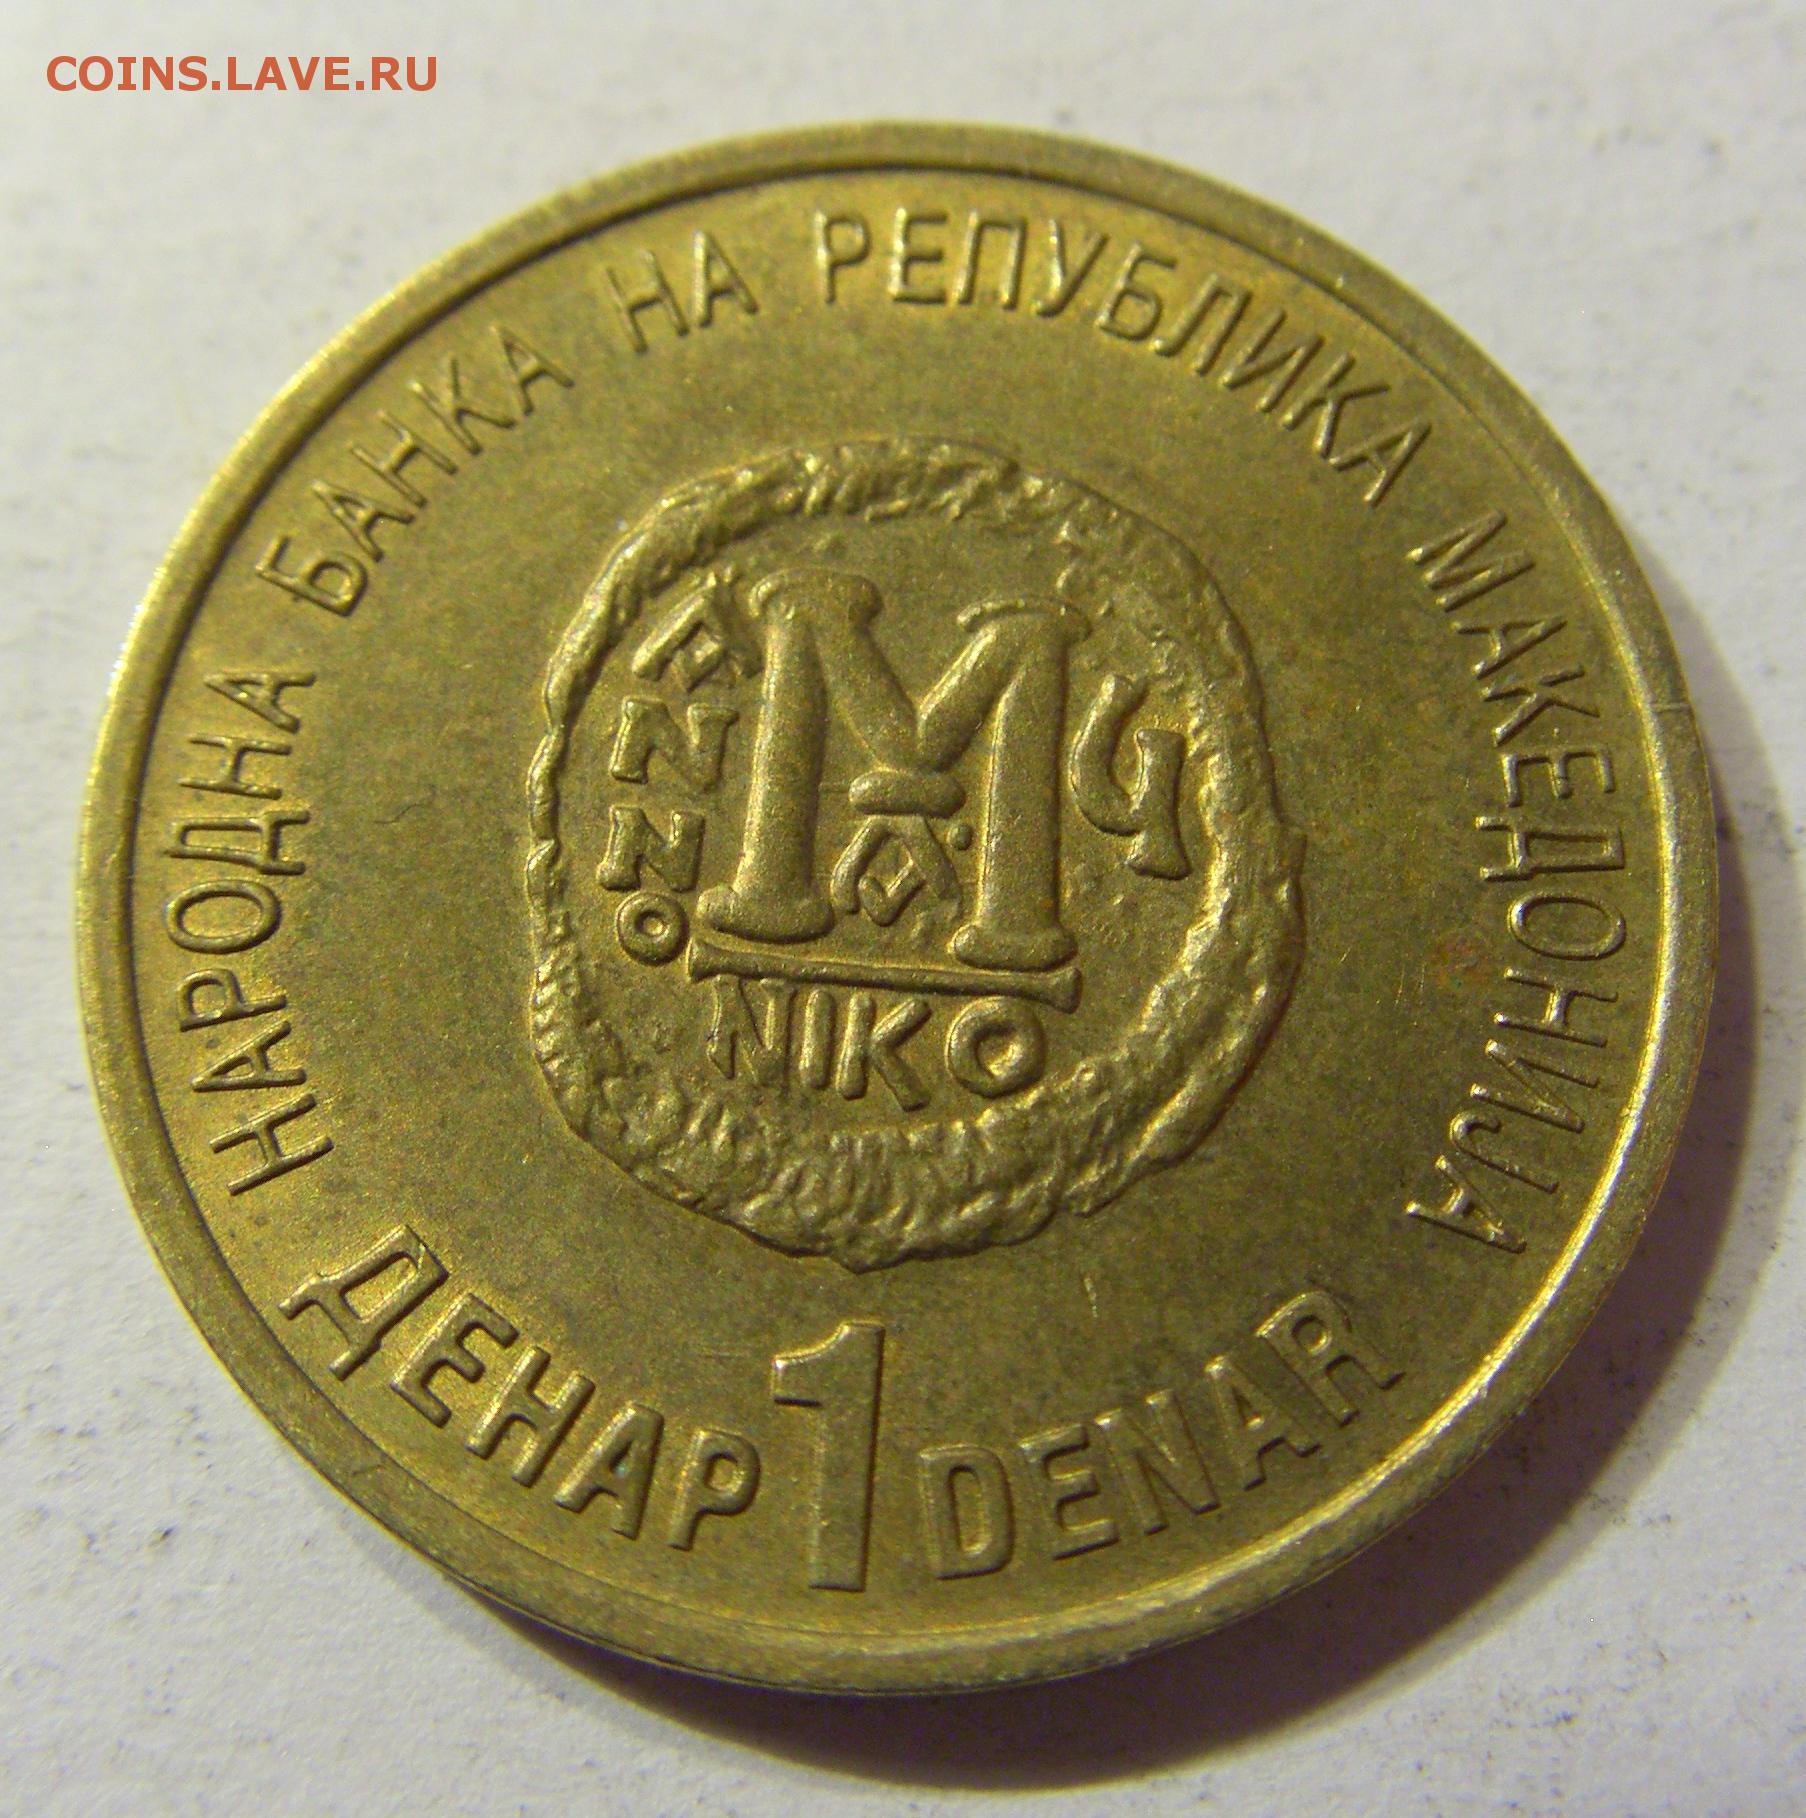 COINS.LAVE.RU
НАРОДНА БАНКА НА РЕПУБЛИКА МАКЕДОНИЈА
M
NIKO
ДЕНАР 1 DENAR